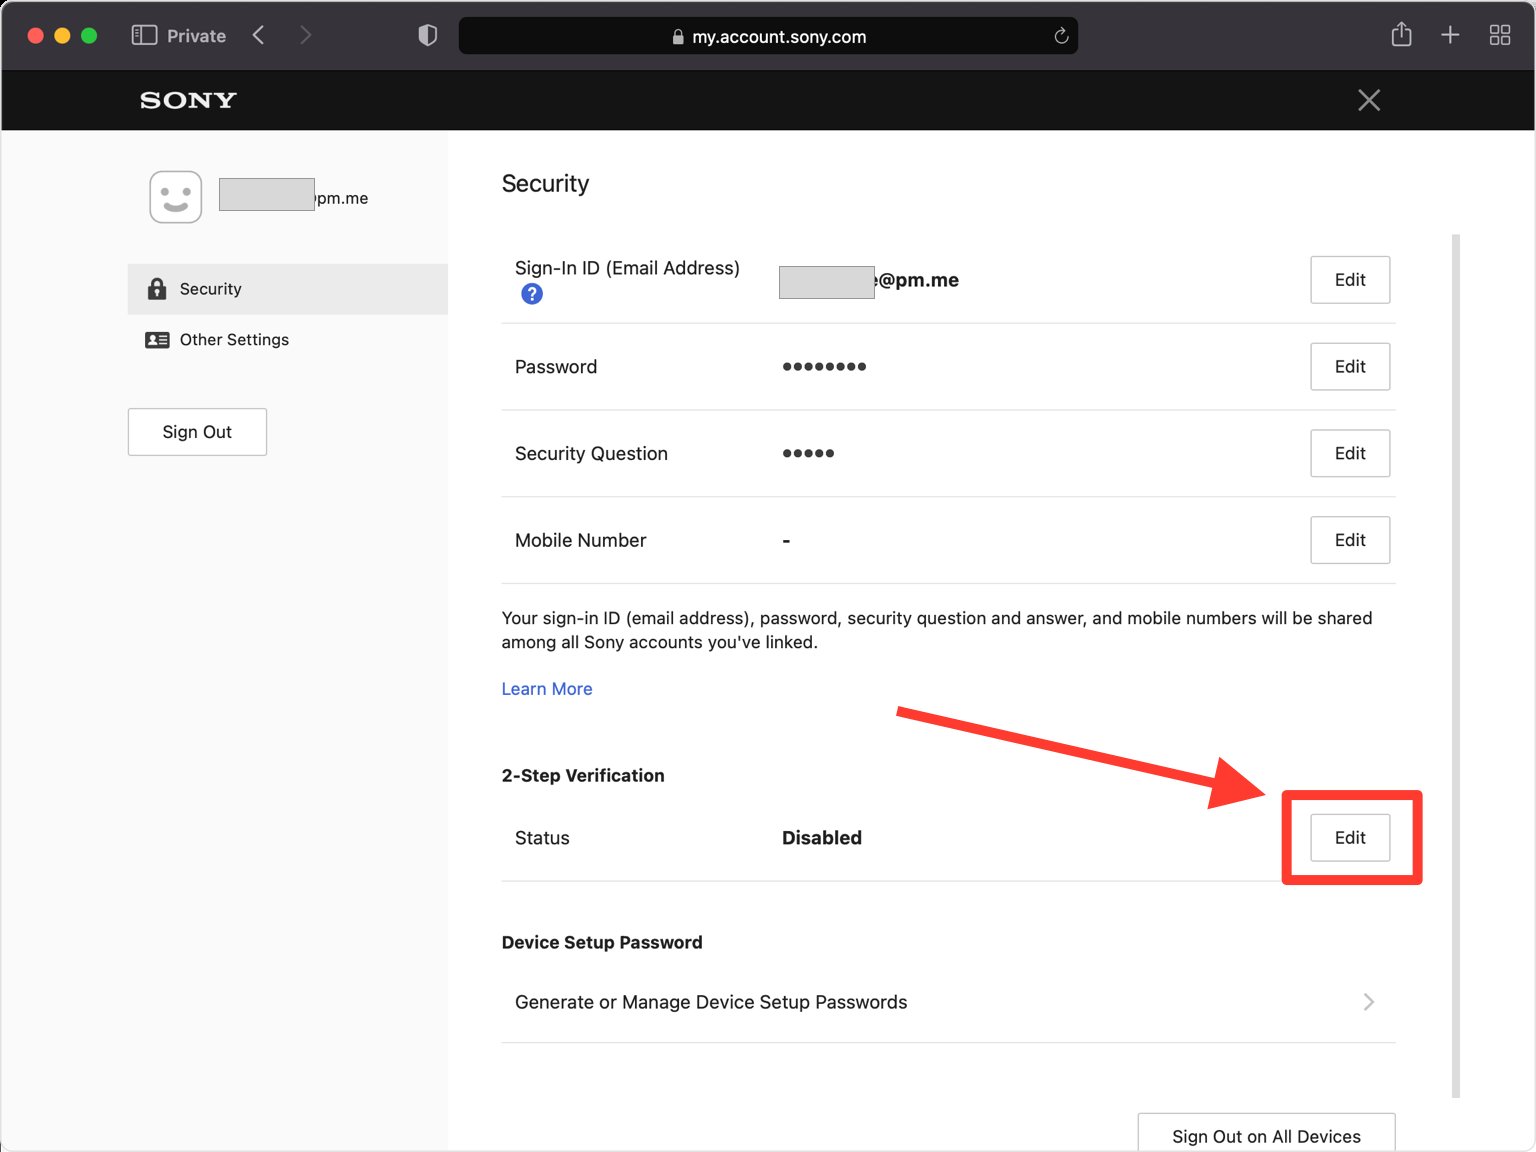 Private
my.account.sony.com
SONY
pm.me
Security
Other Settings
Sign Out
Security
Sign-In ID (Email Address)
?
e@pm.me
Edit
Password
••••••••
Edit
Security Question
•••••
Edit
Mobile Number
-
Edit
Your sign-in ID (email address), password, security question and answer, and mobile numbers will be shared
among all Sony accounts you've linked.
Learn More
2-Step Verification
Status
Disabled
Edit
Device Setup Password
Generate or Manage Device Setup Passwords
Sign Out on All Devices